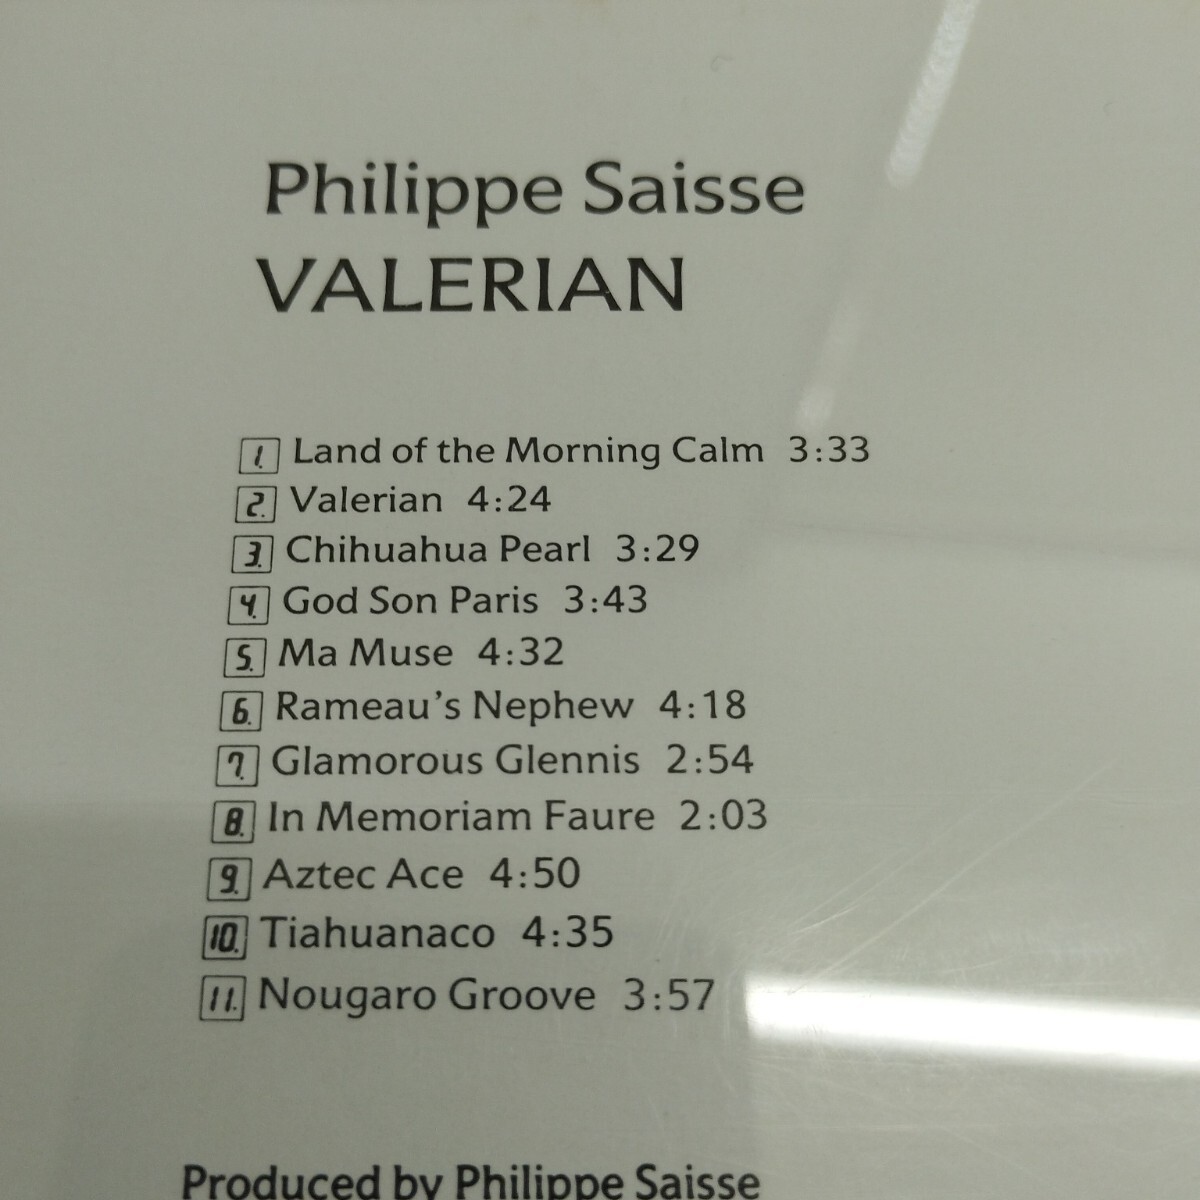 Philippe Saisse
VALERIAN
1. Land of the Morning Calm 3:33
2. Valerian 4:24
3. Chihuahua Pearl 3:29
4. God Son Paris 3:43
5. Ma Muse 4:32
6. Rameau's Nephew 4:18
7. Glamorous Glennis 2:54
8. In Memoriam Faure 2:03
9. Aztec Ace 4:50
10. Tiahuanaco 4:35
11. Nougaro Groove 3:57
Produced by Philippe Saisse